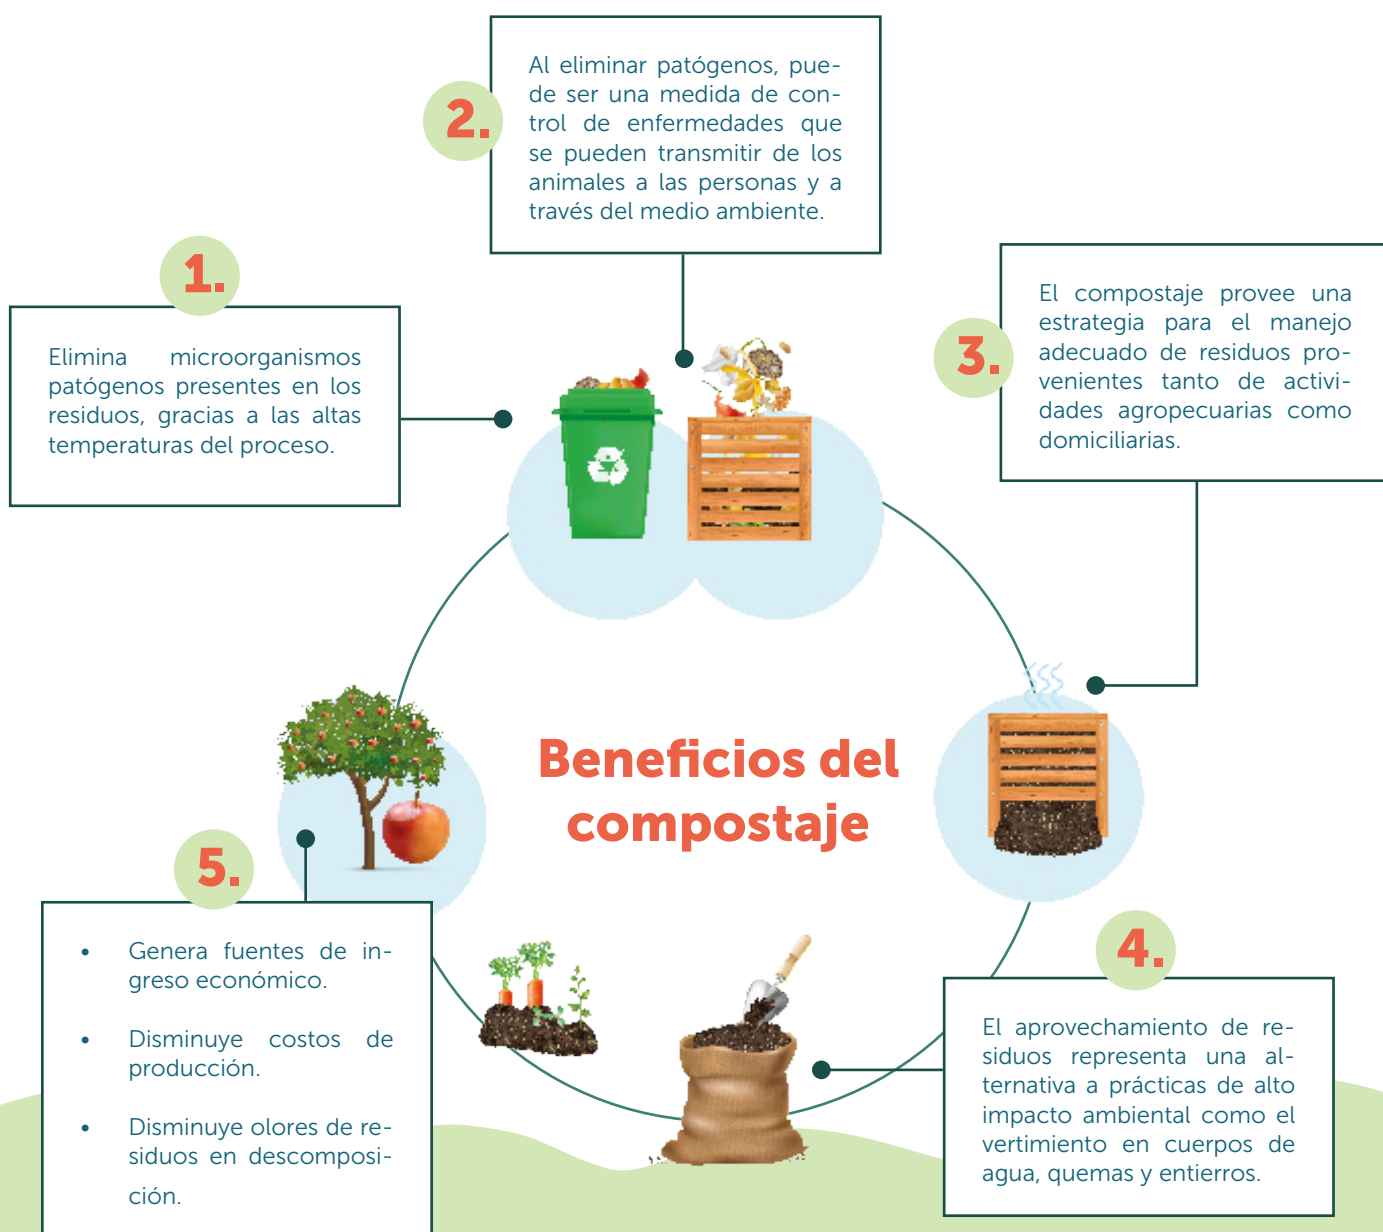 1.
Elimina microorganismos
patógenos presentes en los
residuos, gracias a las altas
temperaturas del proceso.
2.
Al eliminar patógenos, pue-
de ser una medida de con-
trol de enfermedades que
se pueden transmitir de los
animales a las personas y a
través del medio ambiente.
3.
El compostaje provee una
estrategia para el manejo
adecuado de residuos pro-
venientes tanto de activi-
dades agropecuarias como
domiciliarias.
Beneficios del
compostaje
4.
El aprovechamiento de re-
siduos representa una al-
ternativa a prácticas de alto
impacto ambiental como el
vertimiento en cuerpos de
agua, quemas y entierros.
5.
• Genera fuentes de in-
greso económico.
• Disminuye costos de
producción.
• Disminuye olores de re-
siduos en descomposi-
ción.